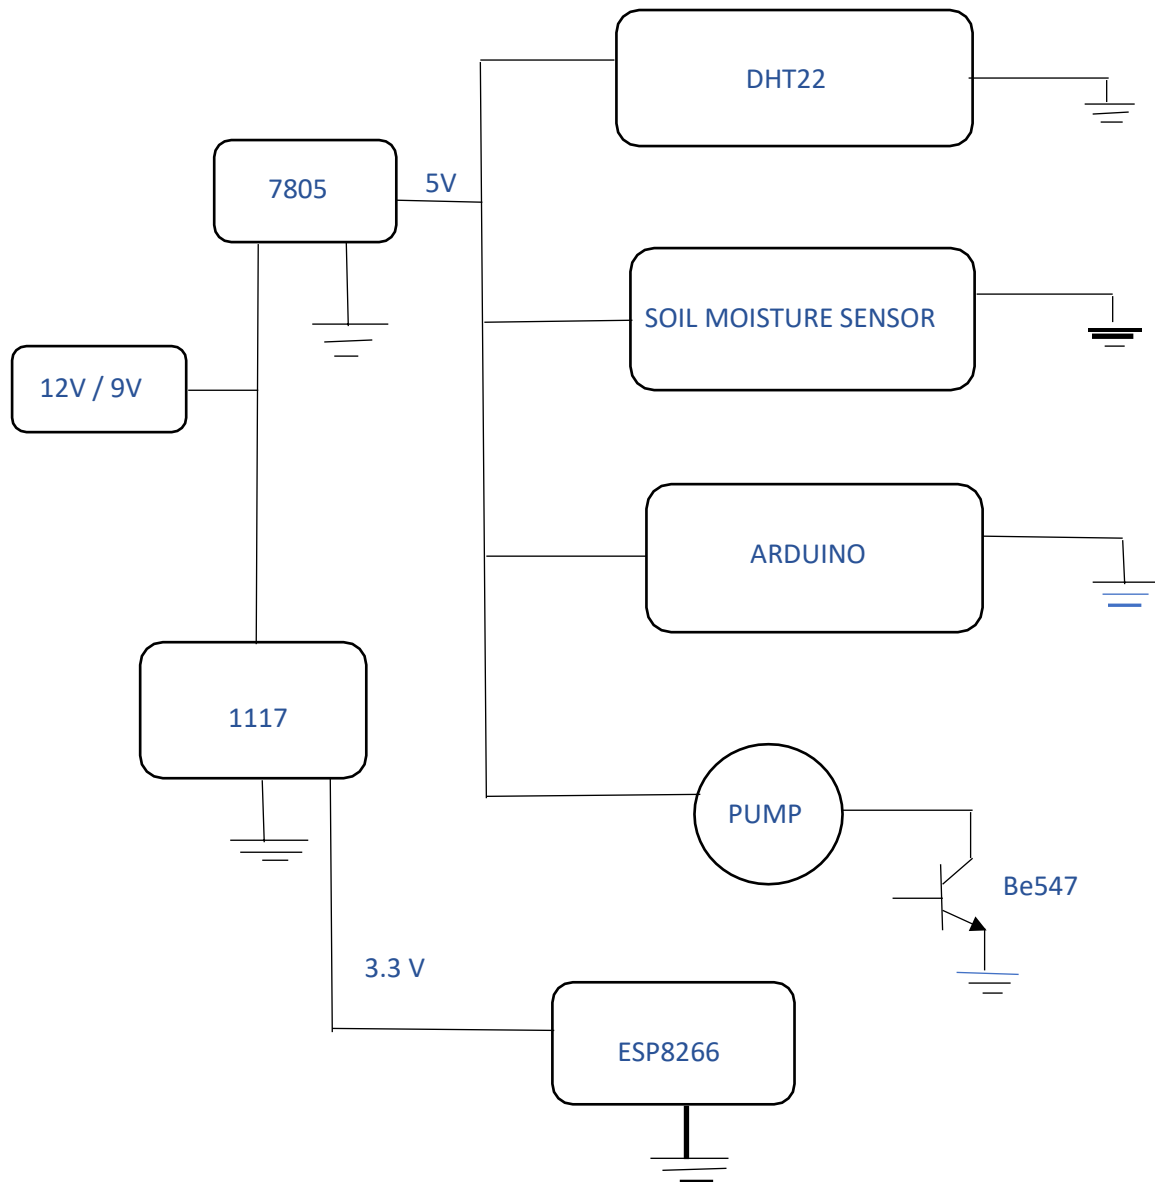 DHT22
7805
5V
SOIL MOISTURE SENSOR
12V / 9V
ARDUINO
1117
PUMP
Be547
3.3 V
ESP8266